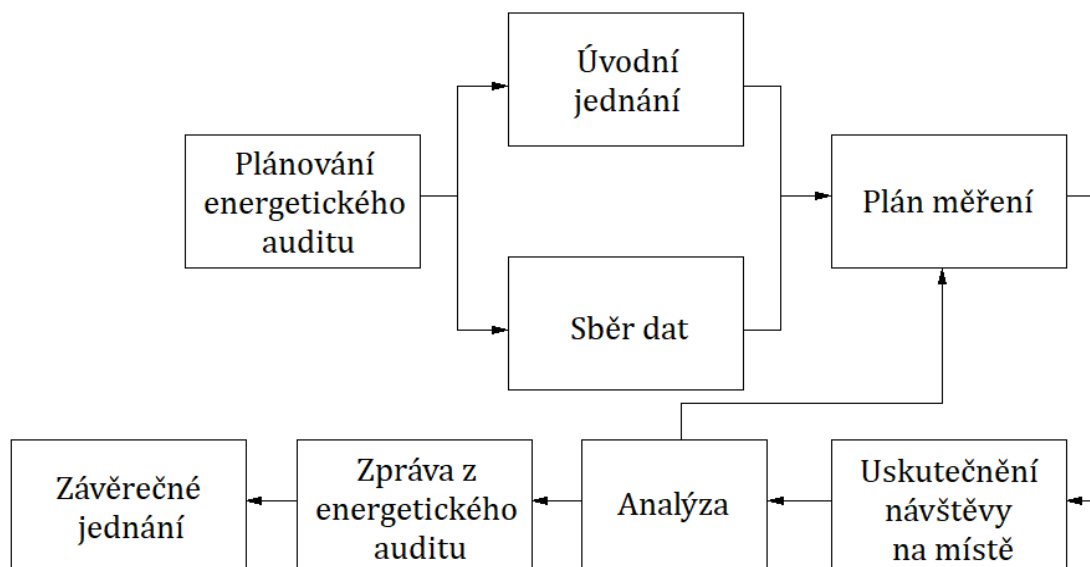 Úvodní
jednání
Plánování
energetického
auditu
Plán měření
Sběr dat
Závěrečné
jednání
Zpráva z
energetického
auditu
Analýza
Uskutečnění
návštěvy
na místě